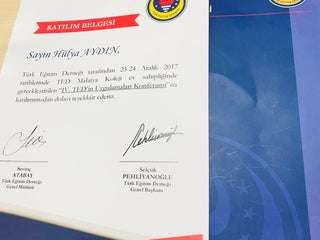 KATILIM BELGESİ
Sayın Hülya AYDIN,
Türk Eğitim Derneği tarafından 23-24 Aralık 2017
tarihlerinde TED Malatya Koleji ev sahipliğinde
gerçekleştirilen "IV. TED'in Uygulamaları Konferansı"na
katılımınızdan dolayı teşekkür ederiz.
Sevinç
ATABAY
Türk Eğitim Derneği
Genel Müdürü
Selçuk
PEHLİVANOĞLU
Türk Eğitim Derneği
Genel Başkanı